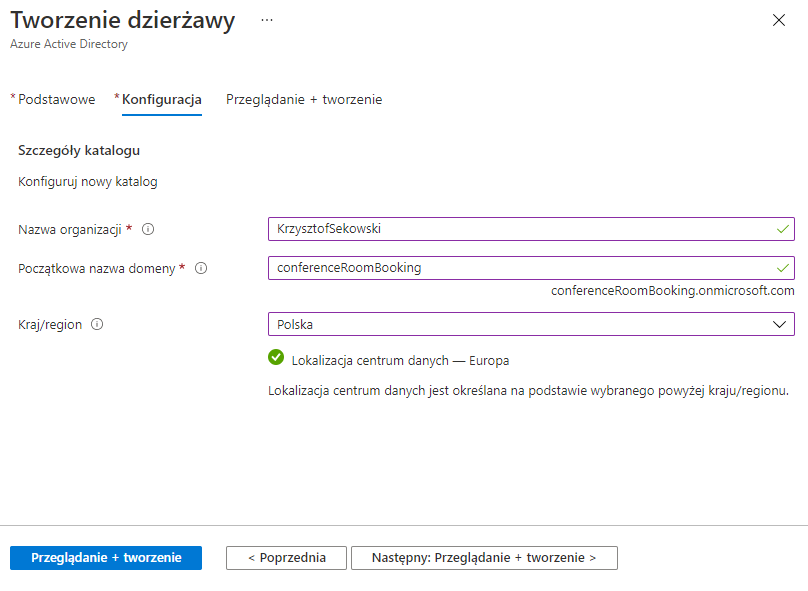 Tworzenie dzierżawy ...
Azure Active Directory
* Podstawowe * Konfiguracja Przeglądanie + tworzenie
Szczegóły katalogu
Konfiguruj nowy katalog
Nazwa organizacji * KrzysztofSekowski
Początkowa nazwa domeny * conferenceRoomBooking
conferenceRoomBooking.onmicrosoft.com
Kraj/region Polska
Lokalizacja centrum danych — Europa
Lokalizacja centrum danych jest określana na podstawie wybranego powyżej kraju/regionu.
Przeglądanie + tworzenie < Poprzednia Następny: Przeglądanie + tworzenie >